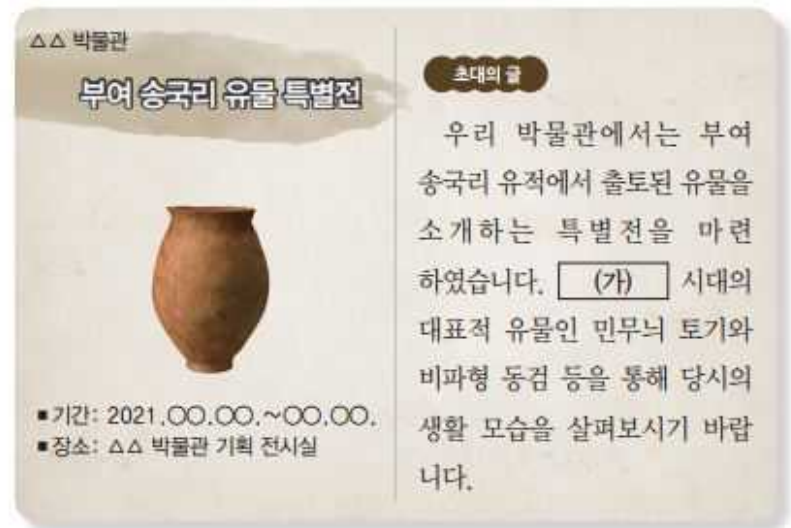 △△ 박물관
부여 송국리 유물 특별전
■기간: 2021.○○.○○.~○○.○○.
■장소: △△ 박물관 기획 전시실
초대의 글
우리 박물관에서는 부여
송국리 유적에서 출토된 유물을
소개하는 특별전을 마련
하였습니다. (가) 시대의
대표적 유물인 민무늬 토기와
비파형 동검 등을 통해 당시의
생활 모습을 살펴보시기 바랍
니다.